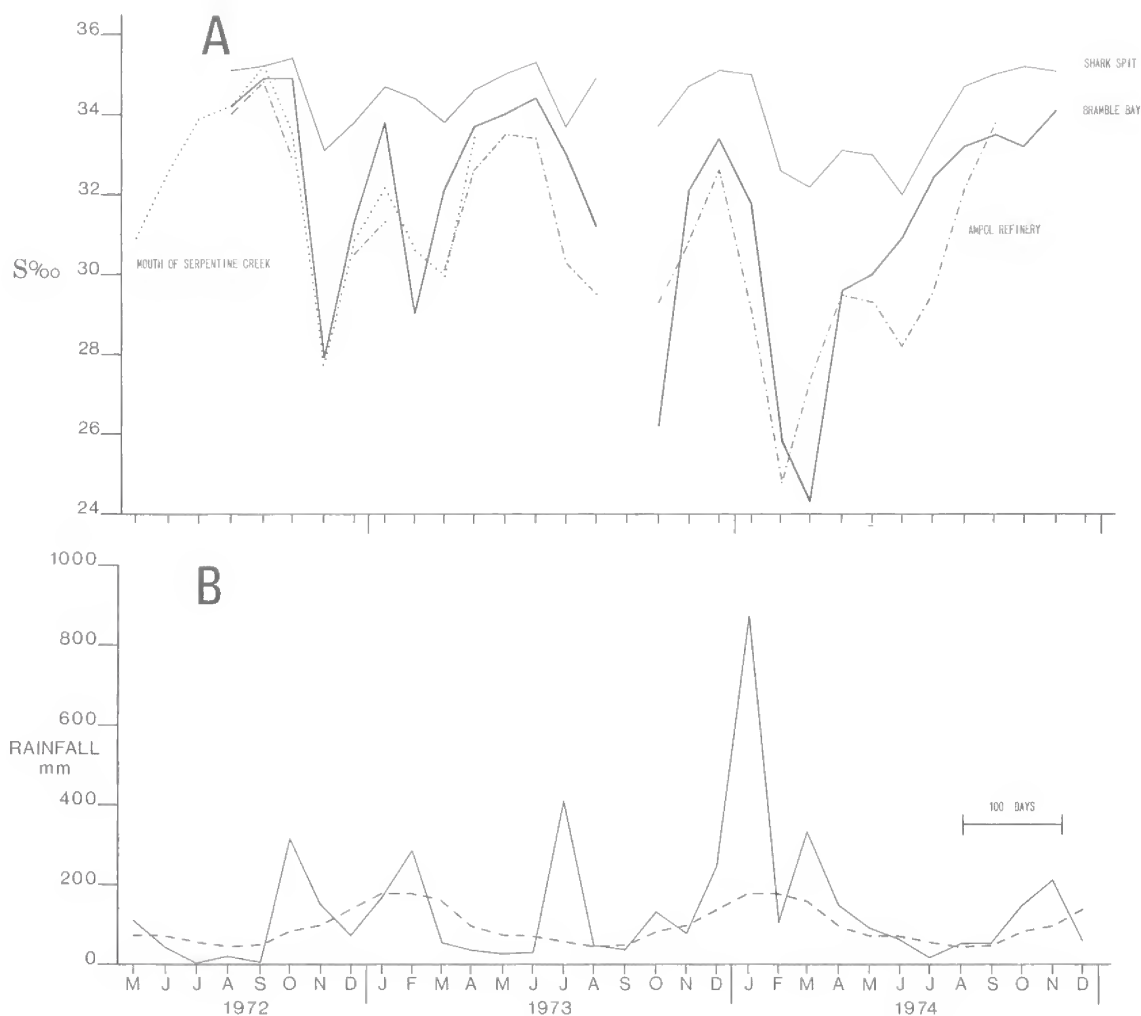 A
36
34
32
30
28
26
24
S‰
SHARK SPIT
BRAMBLE BAY
AMPOL REFINERY
MOUTH OF SERPENTINE CREEK
B
1000
800
600
400
200
0
RAINFALL
mm
100 DAYS
M J J A S O N D J F M A M J J A S O N D J F M A M J J A S O N D
1972 1973 1974